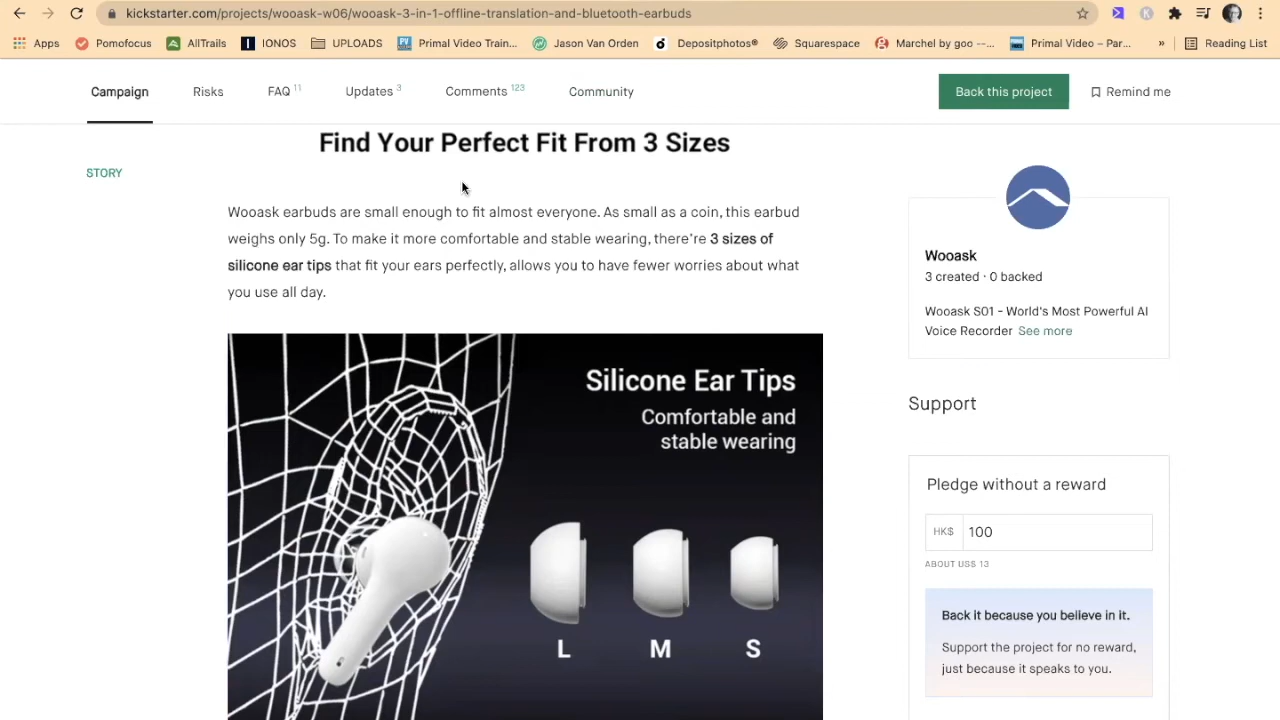 kickstarter.com/projects/wooask-w06/wooask-3-in-1-offline-translation-and-bluetooth-earbuds
Apps Pomofocus AllTrails IONOS UPLOADS Primal Video Train... Jason Van Orden Depositphotos® Squarespace Marchel by goo --... Primal Video – Par... » Reading List
Campaign Risks FAQ 11 Updates 3 Comments 123 Community Back this project Remind me
Find Your Perfect Fit From 3 Sizes
STORY
Wooask earbuds are small enough to fit almost everyone. As small as a coin, this earbud
weighs only 5g. To make it more comfortable and stable wearing, there're 3 sizes of
silicone ear tips that fit your ears perfectly, allows you to have fewer worries about what
you use all day.
Silicone Ear Tips
Comfortable and
stable wearing
L M S
Wooask
3 created · 0 backed
Wooask S01 - World's Most Powerful AI
Voice Recorder See more
Support
Pledge without a reward
HK$ 100
ABOUT US$ 13
Back it because you believe in it.
Support the project for no reward,
just because it speaks to you.